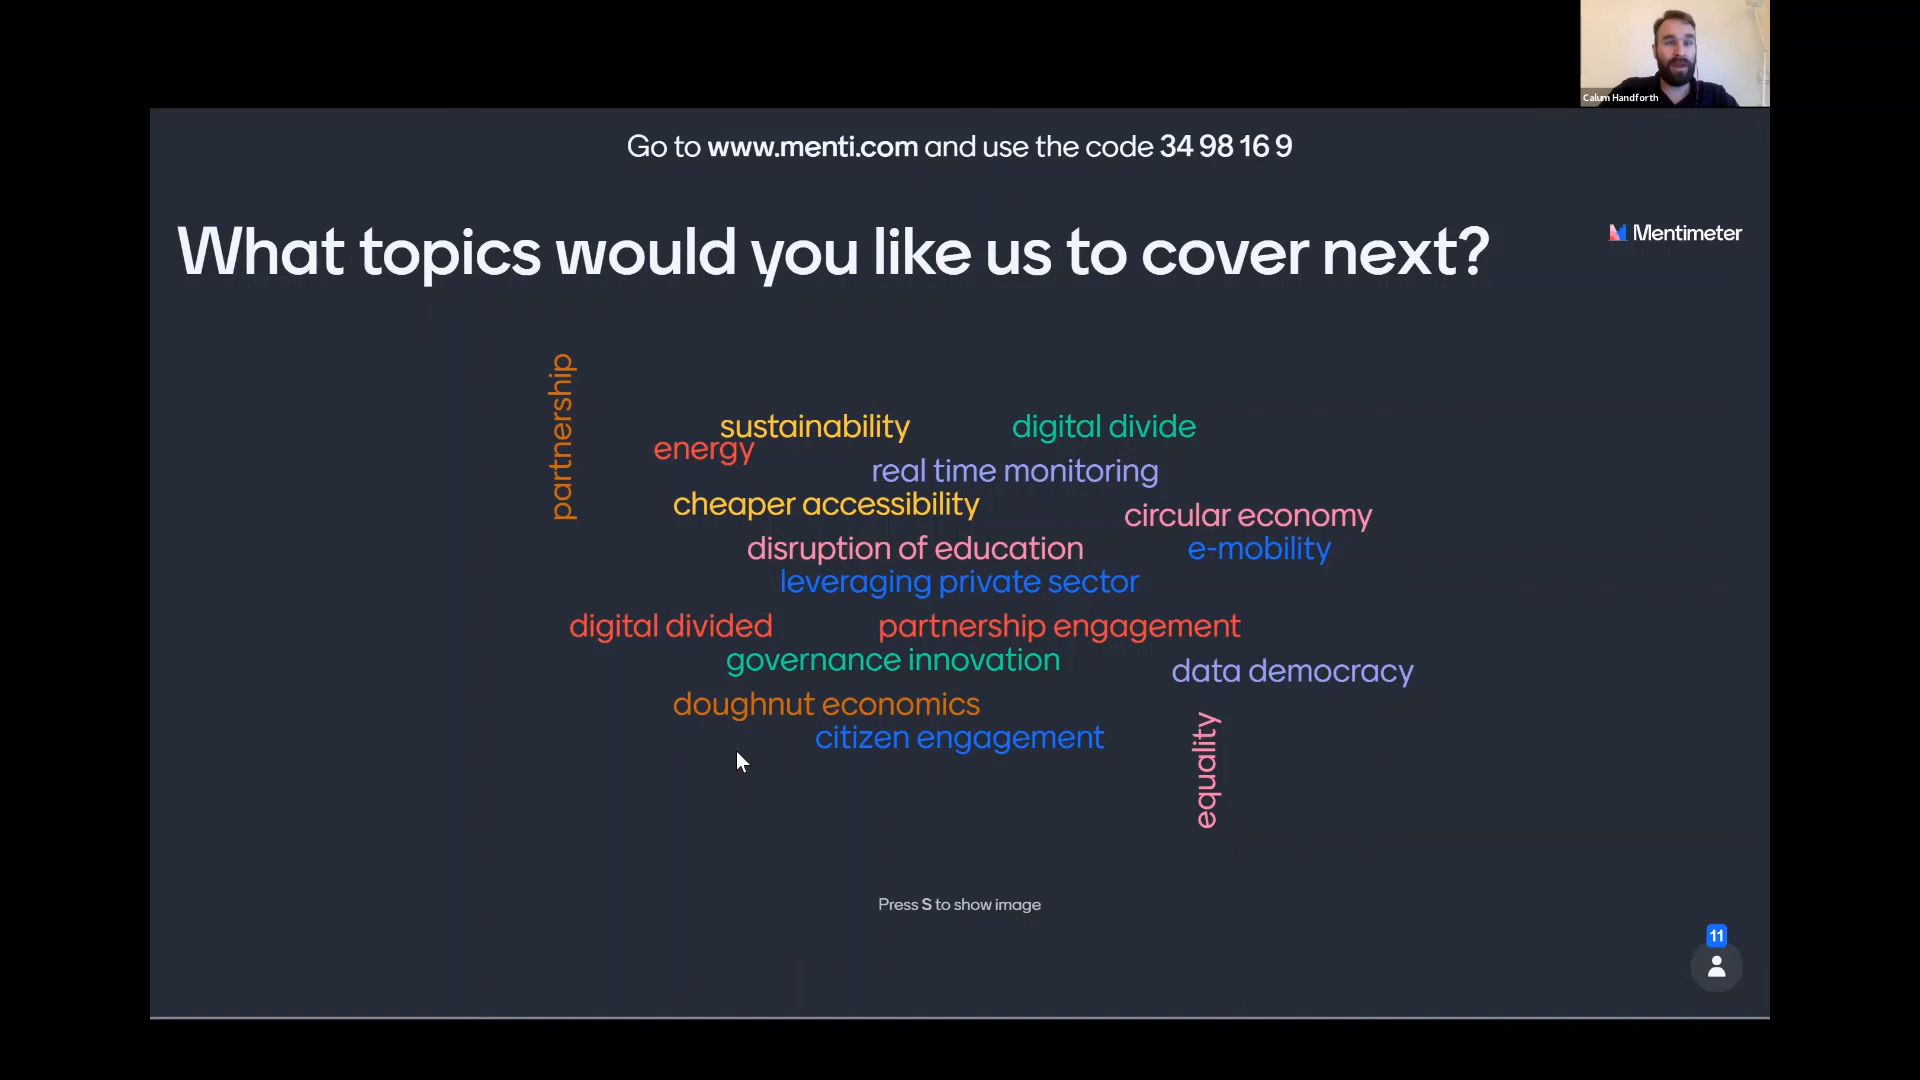 Calum Handforth
Go to www.menti.com and use the code 34 98 16 9
What topics would you like us to cover next?
Mentimeter
partnership
sustainability
digital divide
energy
real time monitoring
cheaper accessibility
circular economy
disruption of education
e-mobility
leveraging private sector
digital divided
partnership engagement
governance innovation
data democracy
doughnut economics
citizen engagement
equality
Press S to show image
11